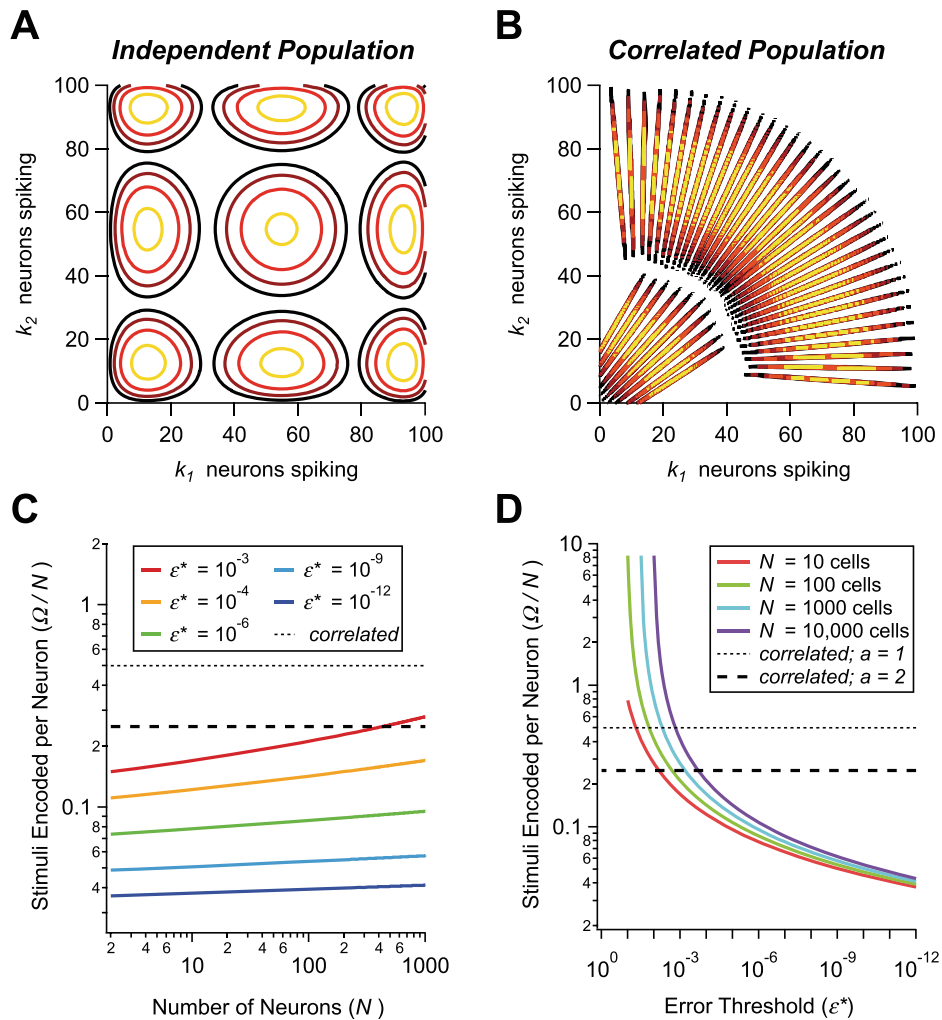 A
Independent Population
100
80
60
40
20
0
k2 neurons spiking
0 20 40 60 80 100
k1 neurons spiking
B
Correlated Population
100
80
60
40
20
0
k2 neurons spiking
0 20 40 60 80 100
k1 neurons spiking
C
Stimuli Encoded per Neuron (Ω / N)
2
1
8
6
4
2
0.1
8
6
4
ε* = 10^-3
ε* = 10^-4
ε* = 10^-6
ε* = 10^-9
ε* = 10^-12
correlated
2 4 6 10 2 4 6 100 2 4 6 1000
Number of Neurons (N)
D
Stimuli Encoded per Neuron (Ω / N)
10
8
6
4
2
1
8
6
4
2
0.1
8
6
4
2
N = 10 cells
N = 100 cells
N = 1000 cells
N = 10,000 cells
correlated; a = 1
correlated; a = 2
10^0 10^-3 10^-6 10^-9 10^-12
Error Threshold (ε*)